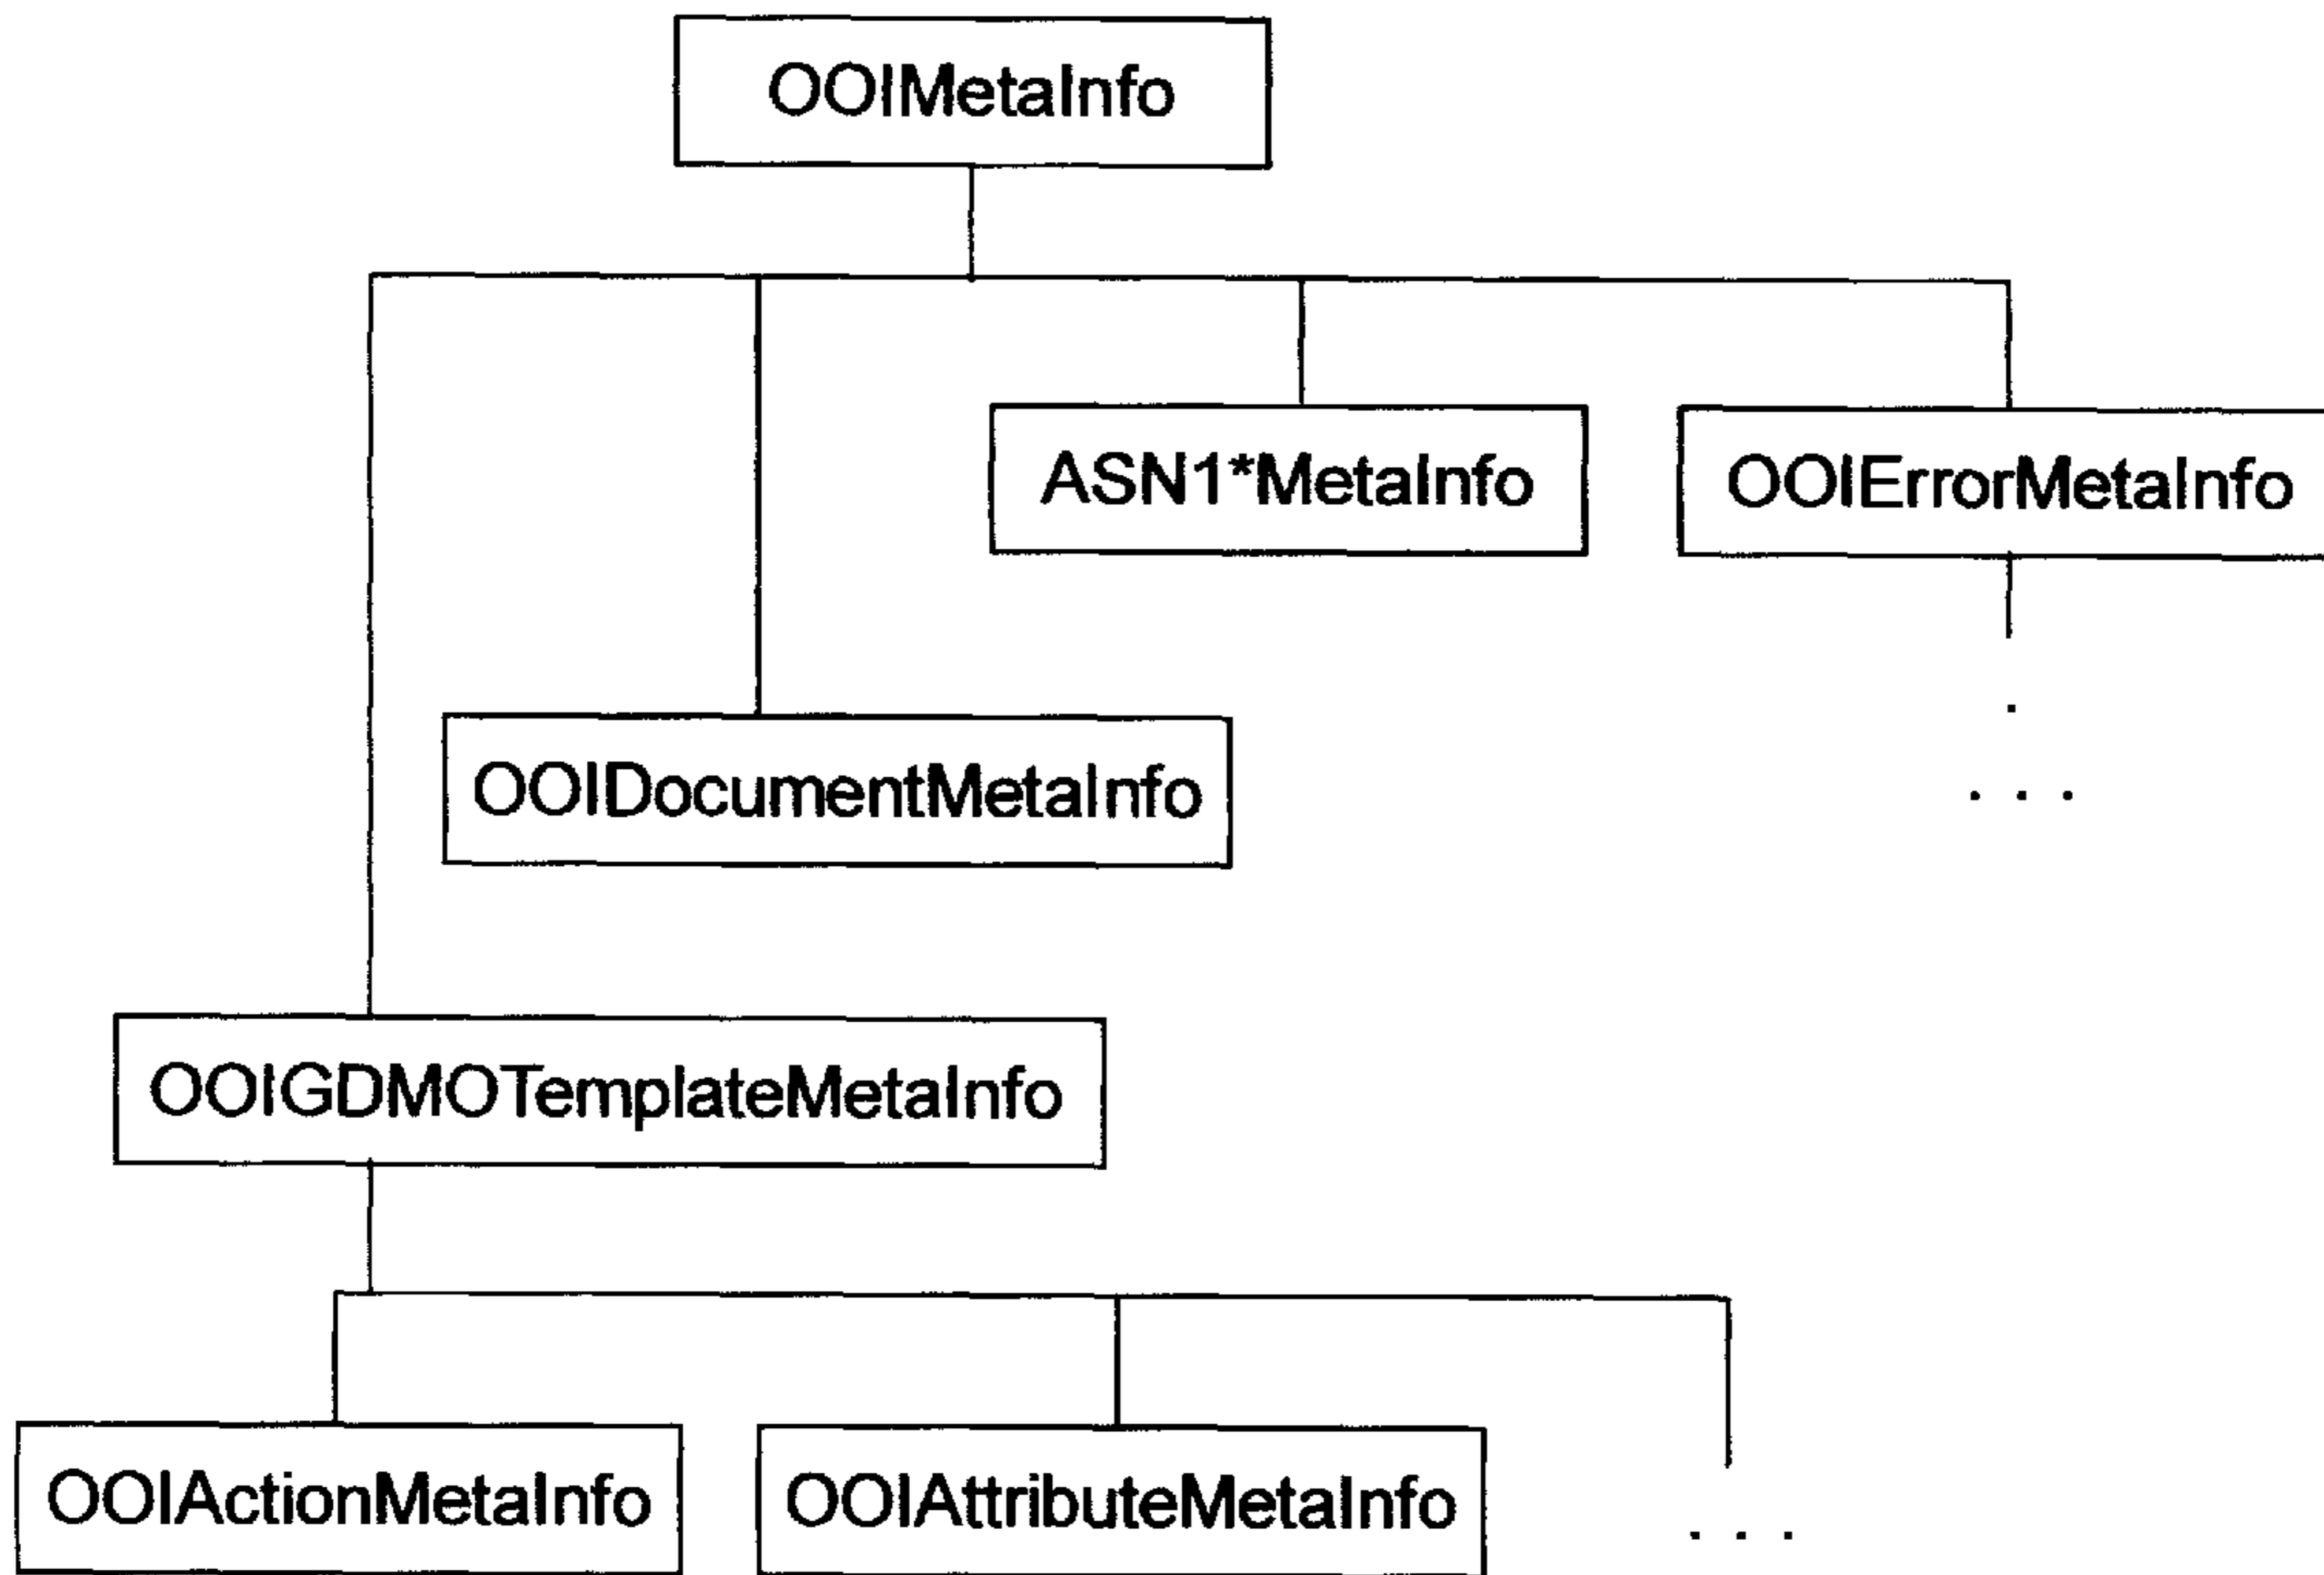 OOIMetaInfo
ASN1*MetaInfo
OOIErrorMetaInfo
.
. . .
OOIDocumentMetaInfo
OOIGDMOTemplateMetaInfo
OOIActionMetaInfo
OOIAttributeMetaInfo
. . .